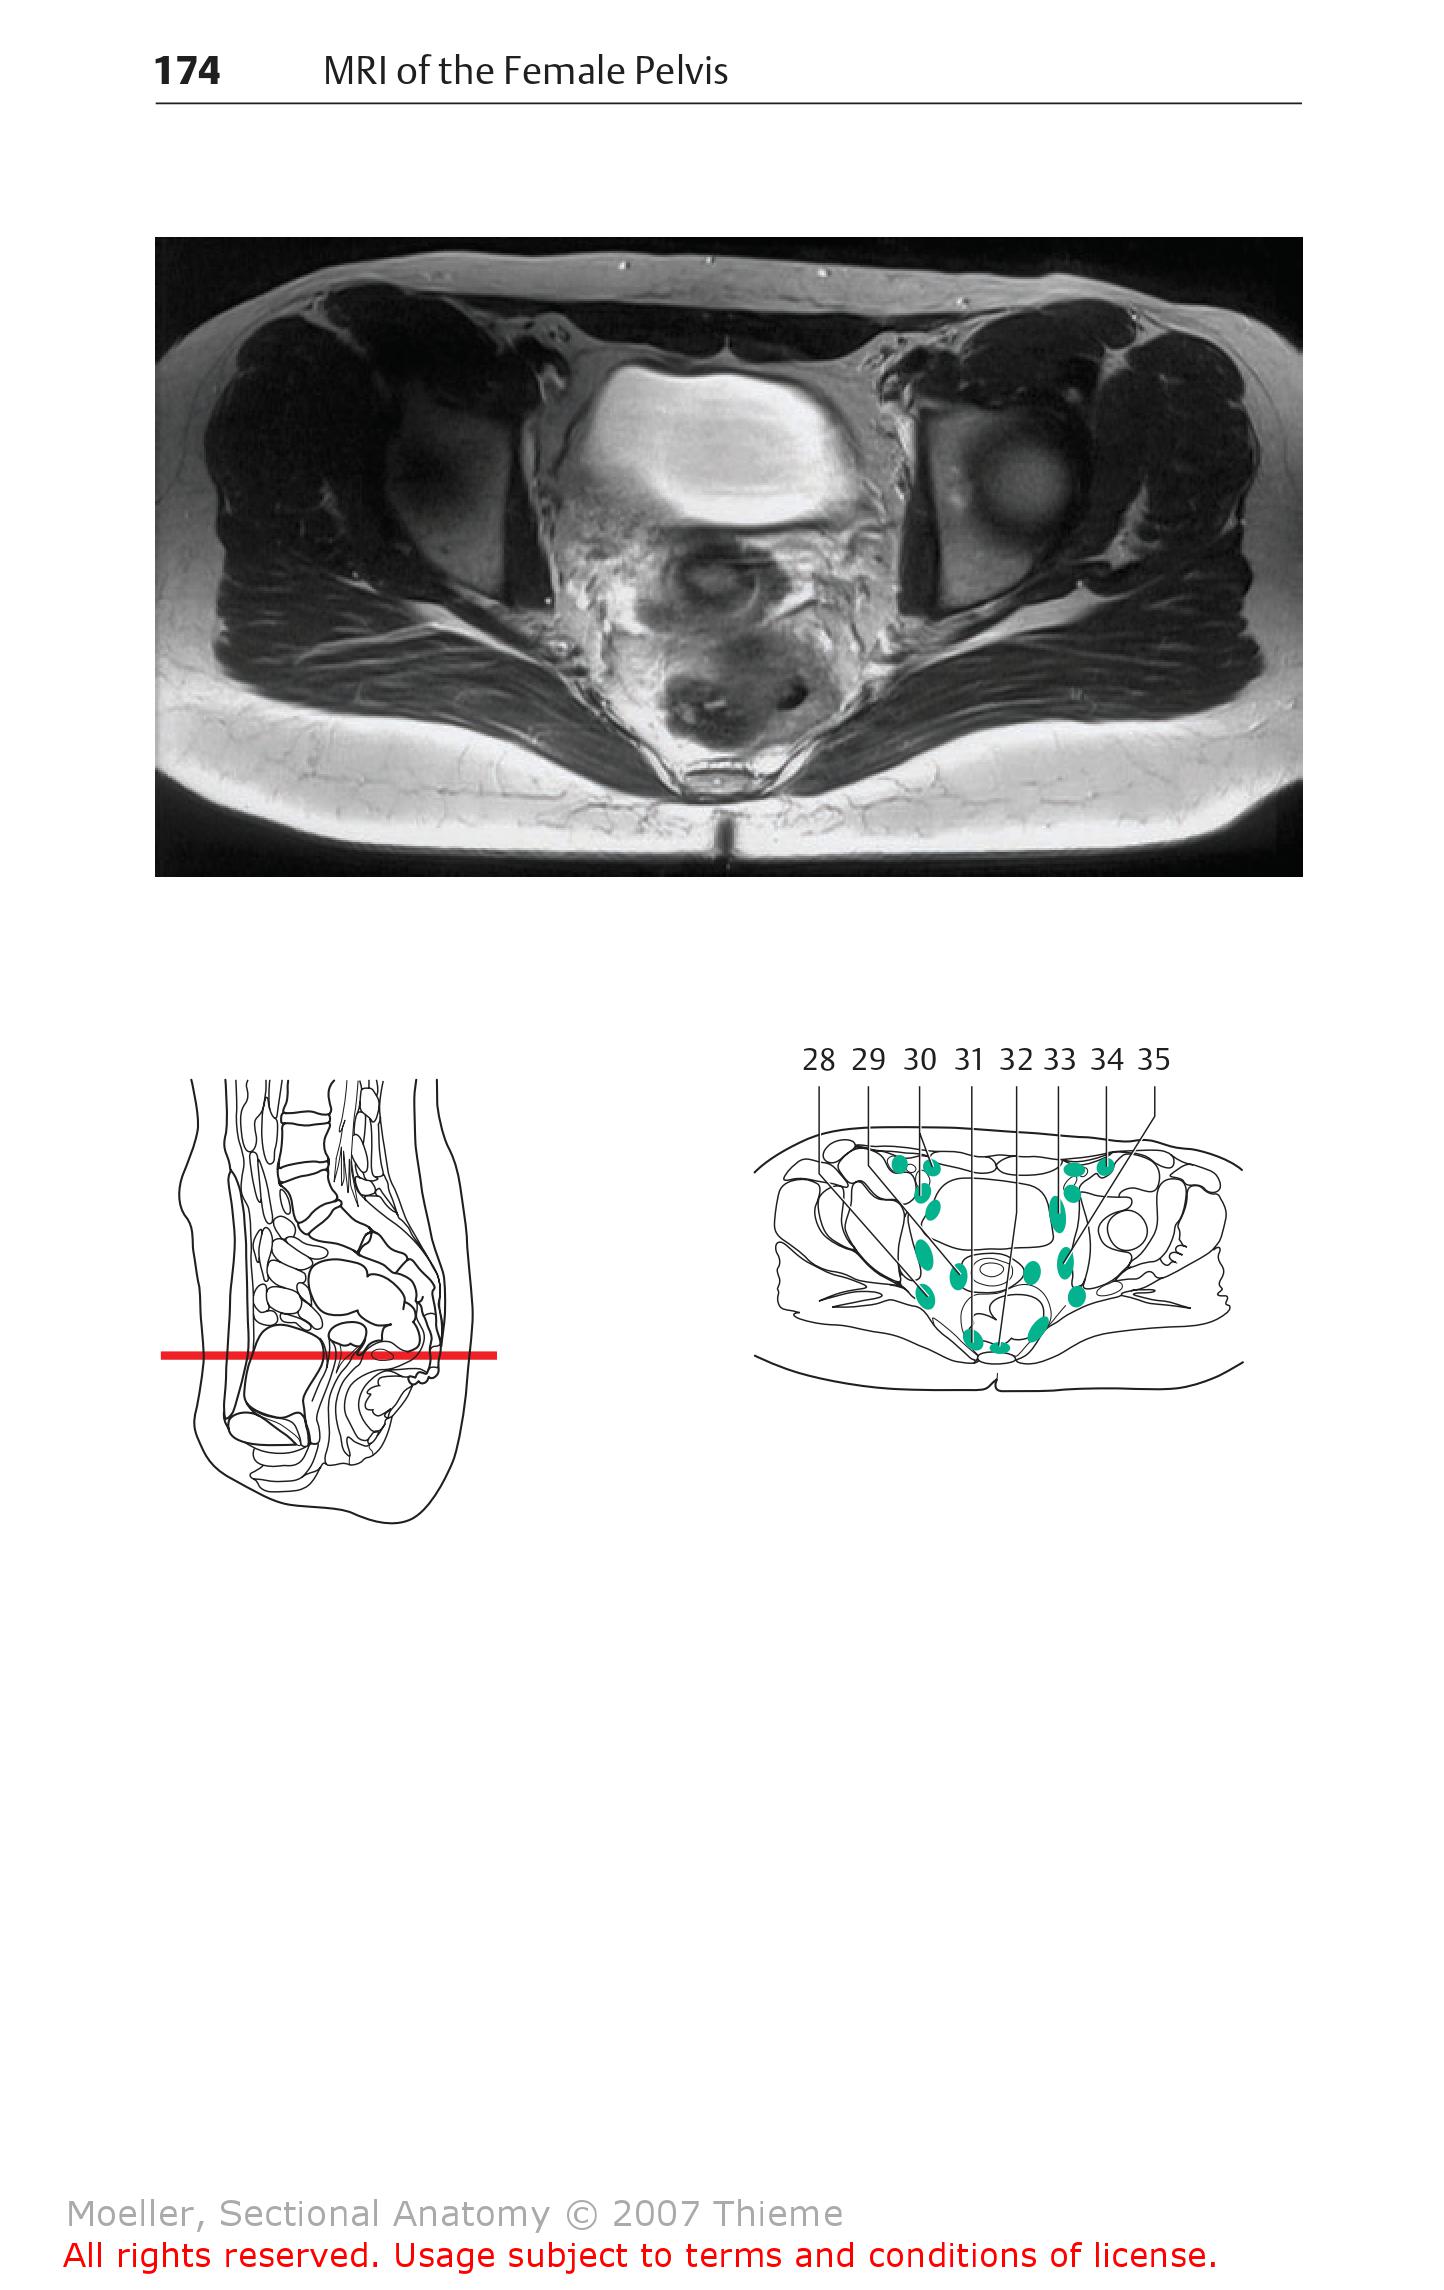 174 MRI of the Female Pelvis
28 29 30 31 32 33 34 35
Moeller, Sectional Anatomy © 2007 Thieme
All rights reserved. Usage subject to terms and conditions of license.